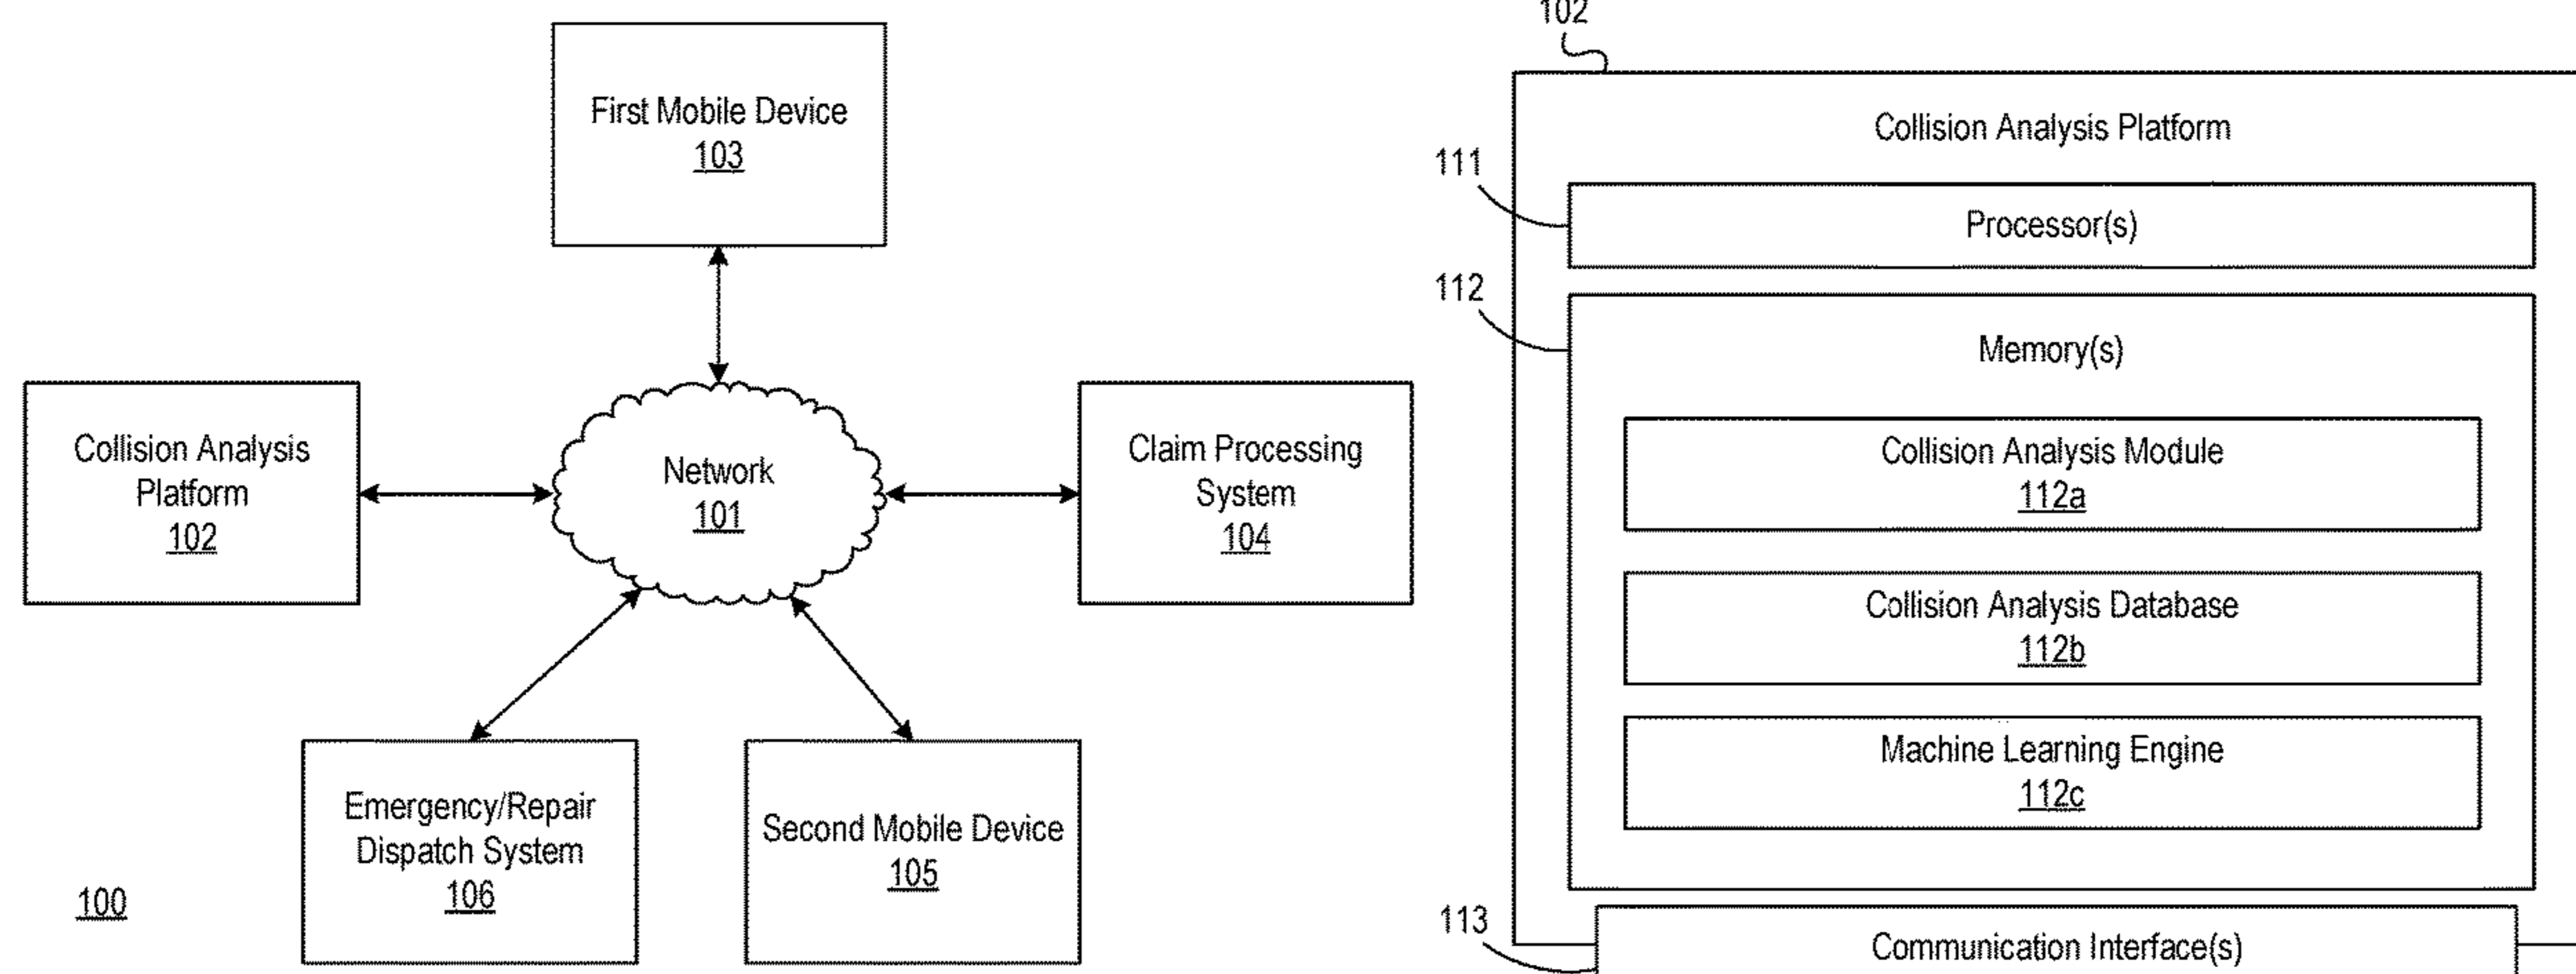 First Mobile Device
103
Collision Analysis
Platform
102
Network
101
Claim Processing
System
104
Emergency/Repair
Dispatch System
106
Second Mobile Device
105
100
102
Collision Analysis Platform
111
Processor(s)
112
Memory(s)
Collision Analysis Module
112a
Collision Analysis Database
112b
Machine Learning Engine
112c
113
Communication Interface(s)